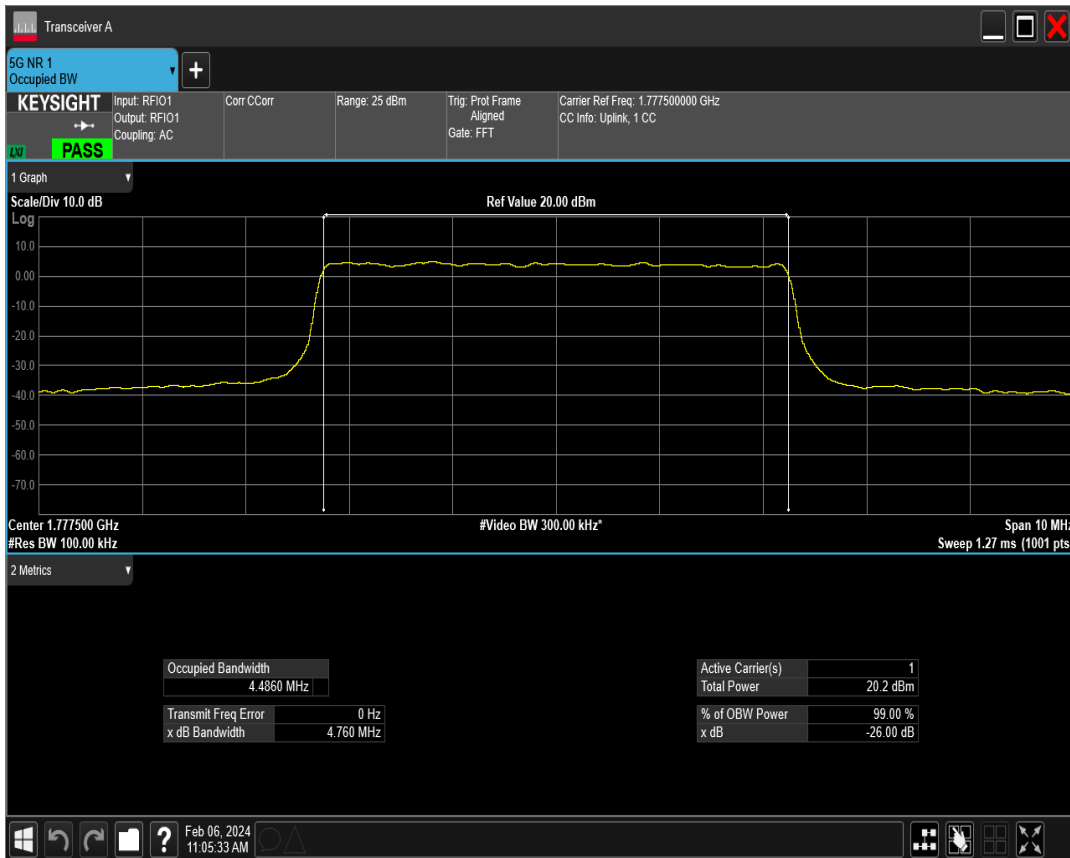 Transceiver A
5G NR 1
Occupied BW
+
KEYSIGHT
LXI
PASS
Input: RFIO1
Output: RFIO1
Coupling: AC
Corr CCorr
Range: 25 dBm
Trig: Prot Frame
Aligned
Gate: FFT
Carrier Ref Freq: 1.777500000 GHz
CC Info: Uplink, 1 CC
1 Graph
Scale/Div 10.0 dB
Ref Value 20.00 dBm
Log
10.0
0.00
-10.0
-20.0
-30.0
-40.0
-50.0
-60.0
-70.0
Center 1.777500 GHz
#Video BW 300.00 kHz*
Span 10 MHz
#Res BW 100.00 kHz
Sweep 1.27 ms (1001 pts
2 Metrics
Occupied Bandwidth
4.4860 MHz
Transmit Freq Error 0 Hz
x dB Bandwidth 4.760 MHz
Active Carrier(s) 1
Total Power 20.2 dBm
% of OBW Power 99.00 %
x dB -26.00 dB
?
Feb 06, 2024
11:05:33 AM